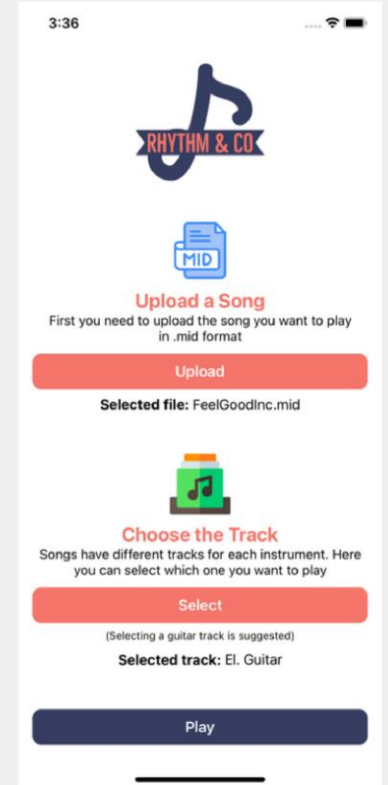 3:36
RHYTHM & CO
MID
Upload a Song
First you need to upload the song you want to play
in .mid format
Upload
Selected file: FeelGoodInc.mid
Choose the Track
Songs have different tracks for each instrument. Here
you can select which one you want to play
Select
(Selecting a guitar track is suggested)
Selected track: El. Guitar
Play